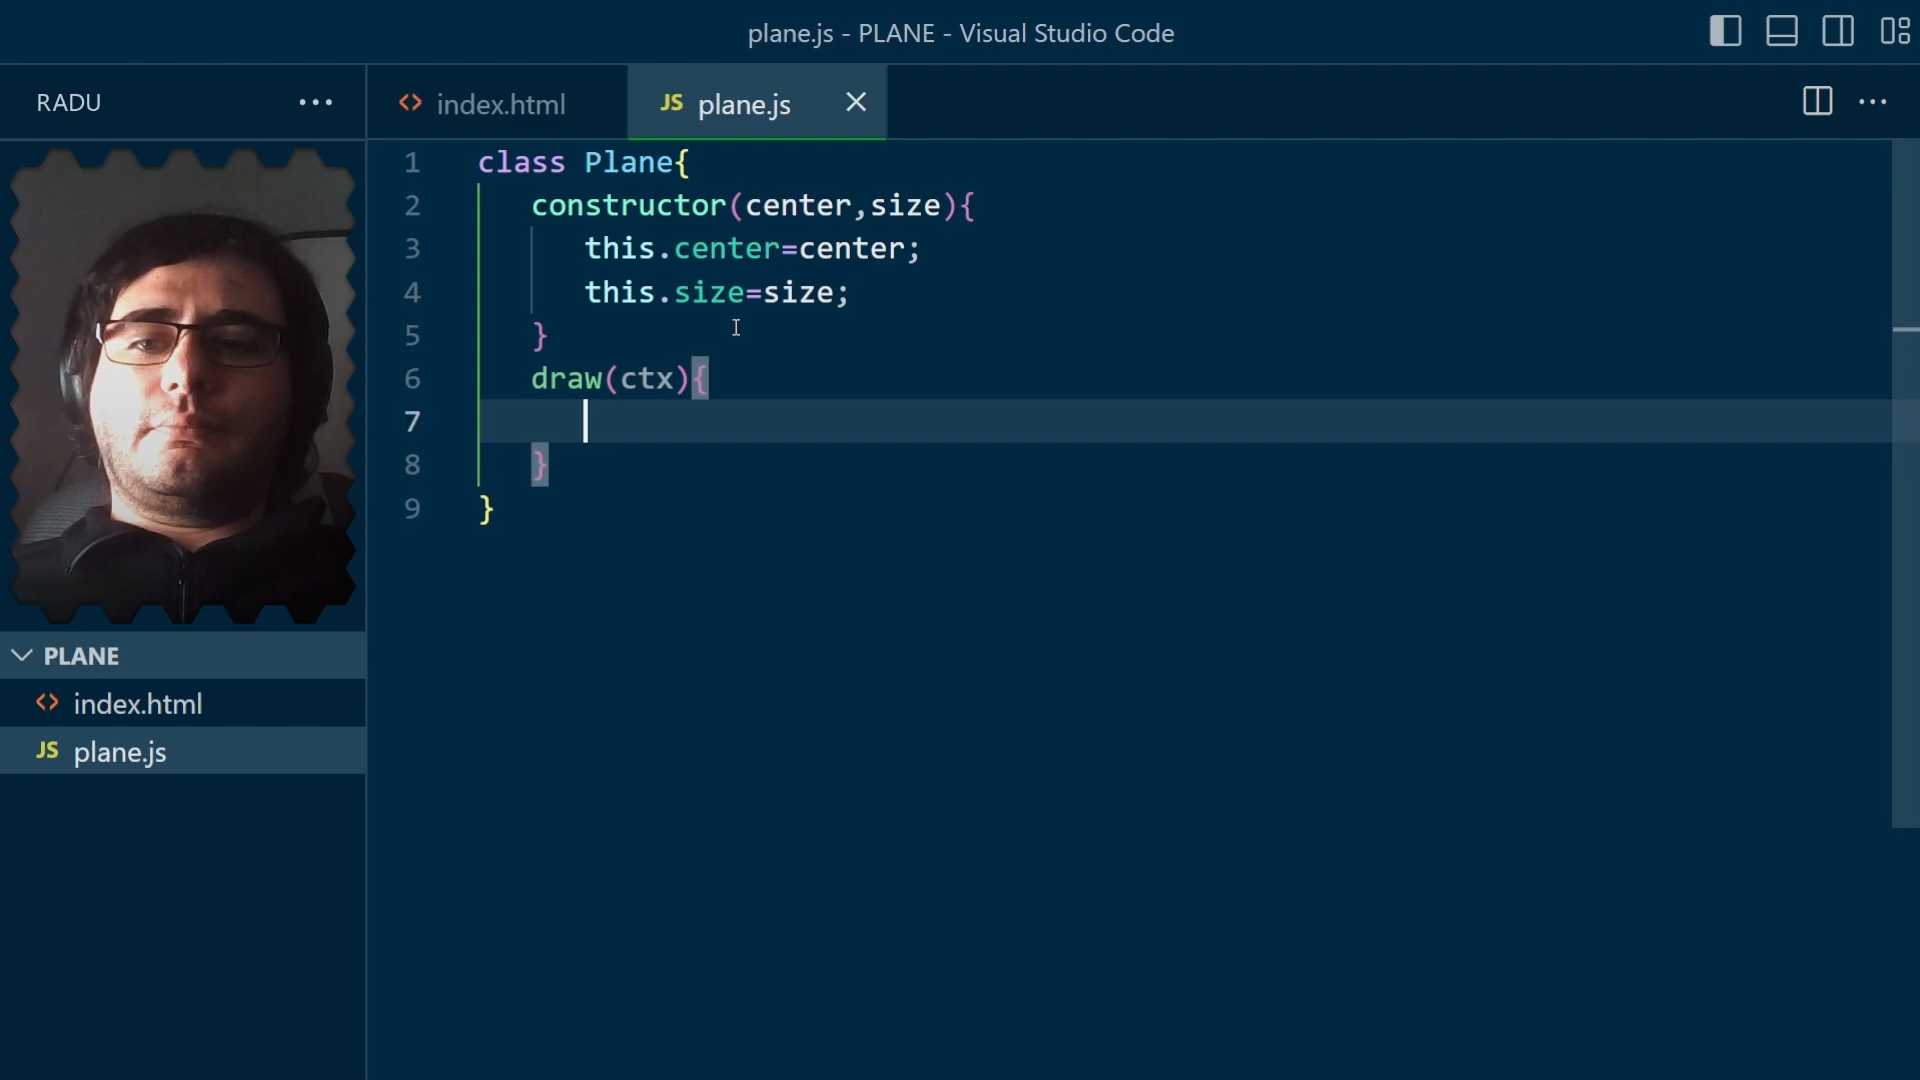 plane.js - PLANE - Visual Studio Code
RADU
index.html
JS plane.js
1 class Plane{
2 constructor(center,size){
3 this.center=center;
4 this.size=size;
5 }
6 draw(ctx){
7
8 }
9 }
PLANE
index.html
JS plane.js